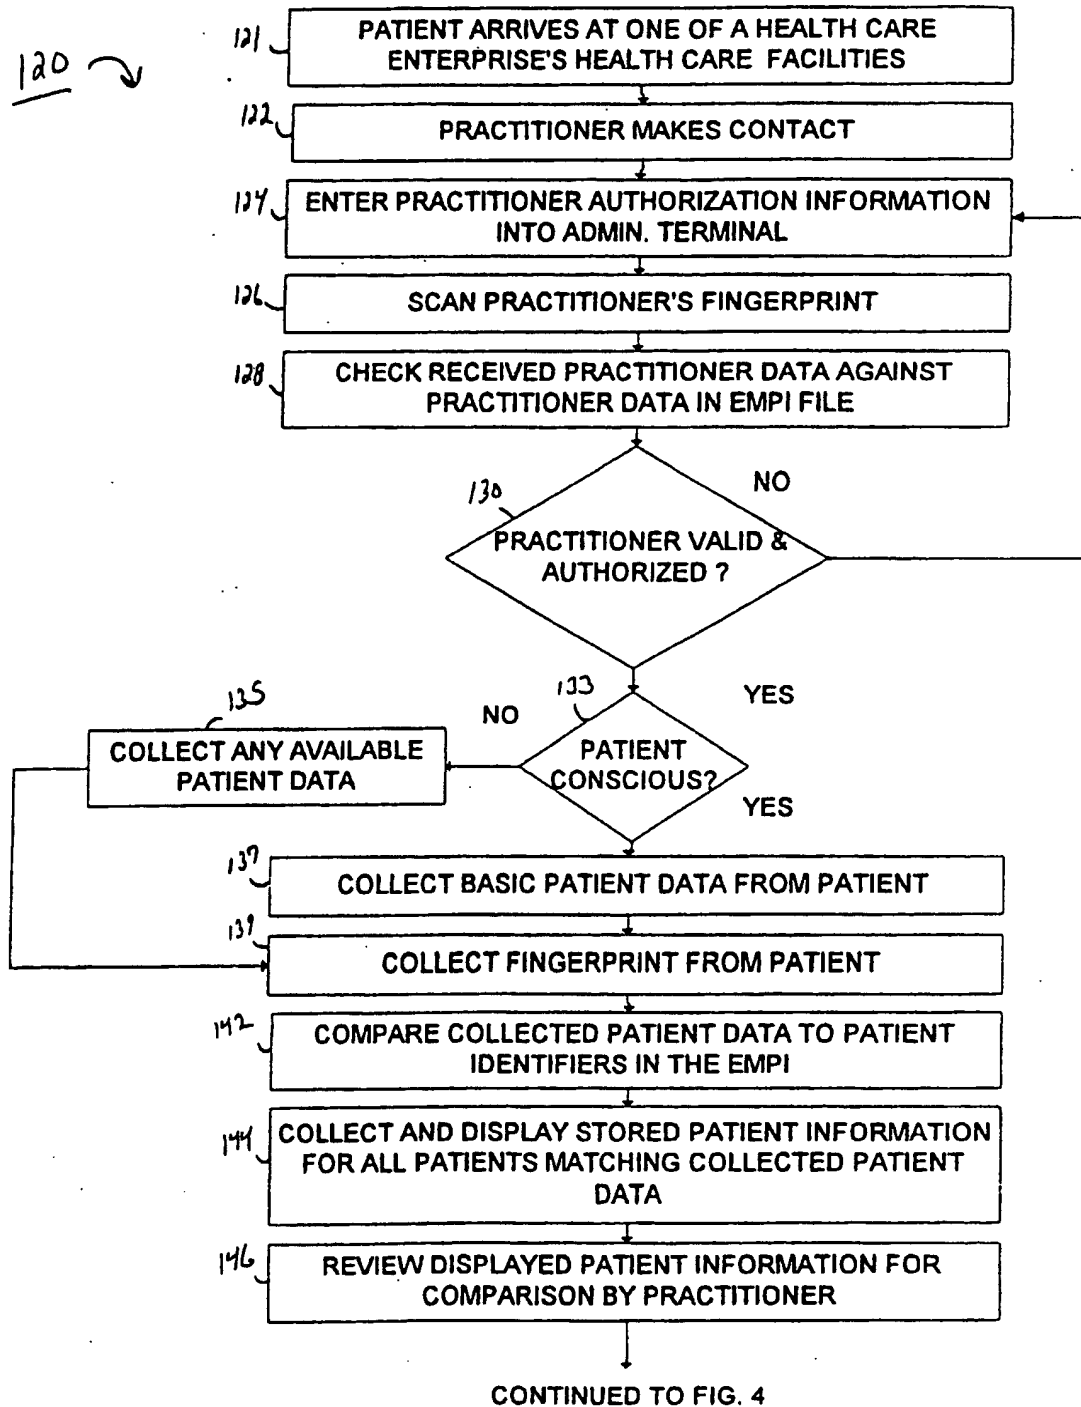 120
121
PATIENT ARRIVES AT ONE OF A HEALTH CARE
ENTERPRISE'S HEALTH CARE FACILITIES
122
PRACTITIONER MAKES CONTACT
124
ENTER PRACTITIONER AUTHORIZATION INFORMATION
INTO ADMIN. TERMINAL
126
SCAN PRACTITIONER'S FINGERPRINT
128
CHECK RECEIVED PRACTITIONER DATA AGAINST
PRACTITIONER DATA IN EMPI FILE
130
NO
PRACTITIONER VALID &
AUTHORIZED ?
133
YES
135
NO
COLLECT ANY AVAILABLE
PATIENT DATA
PATIENT
CONSCIOUS?
YES
137
COLLECT BASIC PATIENT DATA FROM PATIENT
139
COLLECT FINGERPRINT FROM PATIENT
142
COMPARE COLLECTED PATIENT DATA TO PATIENT
IDENTIFIERS IN THE EMPI
144
COLLECT AND DISPLAY STORED PATIENT INFORMATION
FOR ALL PATIENTS MATCHING COLLECTED PATIENT
DATA
146
REVIEW DISPLAYED PATIENT INFORMATION FOR
COMPARISON BY PRACTITIONER
CONTINUED TO FIG. 4